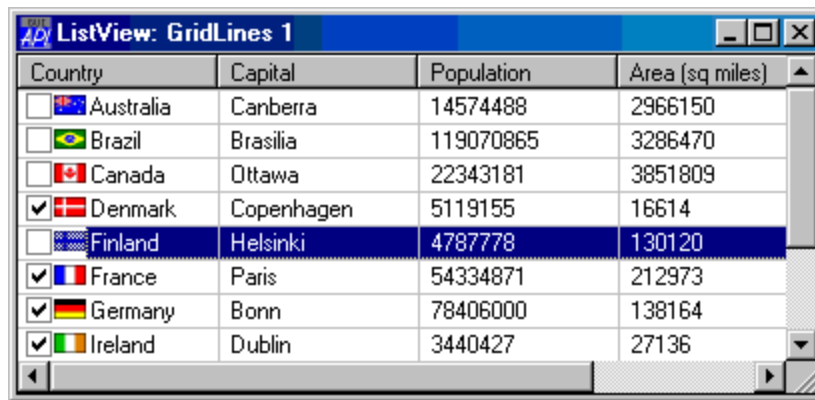 API ListView: GridLines 1
Country Capital Population Area (sq miles)
Australia Canberra 14574488 2966150
Brazil Brasilia 119070865 3286470
Canada Ottawa 22343181 3851809
Denmark Copenhagen 5119155 16614
Finland Helsinki 4787778 130120
France Paris 54334871 212973
Germany Bonn 78406000 138164
Ireland Dublin 3440427 27136